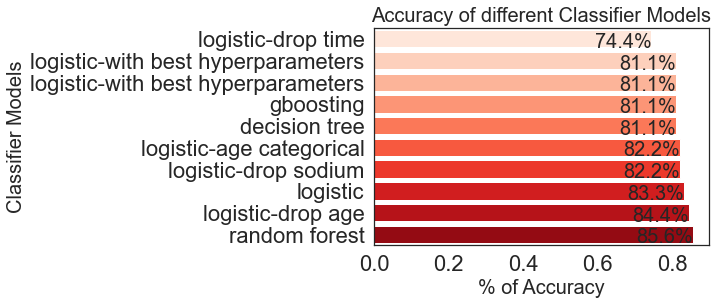 Accuracy of different Classifier Models
Classifier Models
logistic-drop time 74.4%
logistic-with best hyperparameters 81.1%
logistic-with best hyperparameters 81.1%
gboosting 81.1%
decision tree 81.1%
logistic-age categorical 82.2%
logistic-drop sodium 82.2%
logistic 83.3%
logistic-drop age 84.4%
random forest 85.6%
0.0 0.2 0.4 0.6 0.8
% of Accuracy